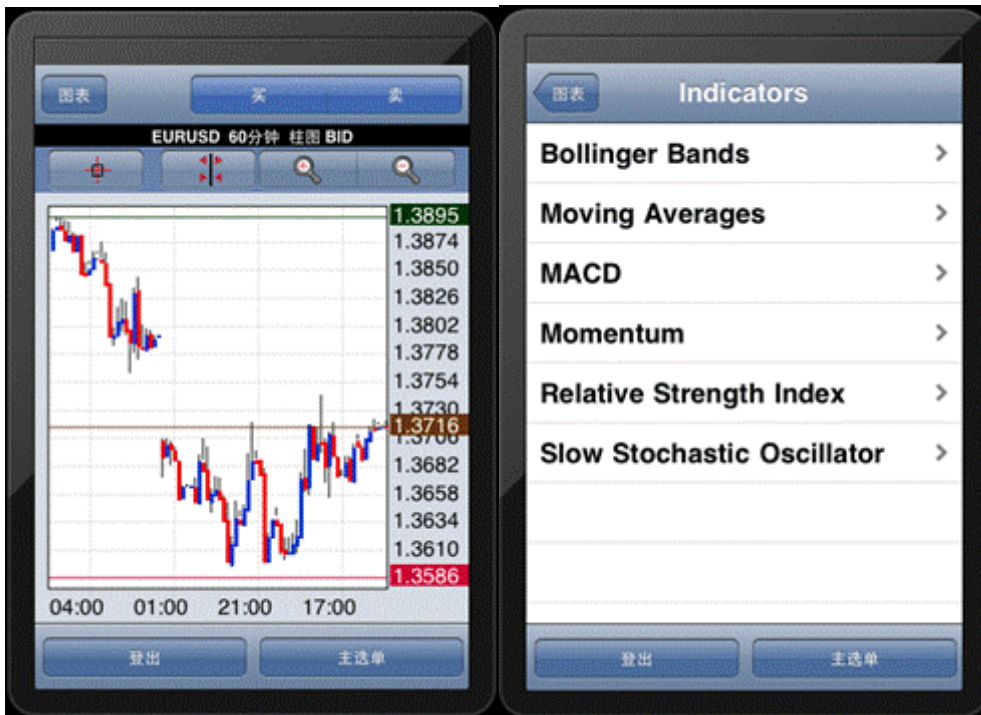 图表 买 卖
EURUSD 60分钟 柱图 BID
1.3895
1.3874
1.3850
1.3826
1.3802
1.3778
1.3754
1.3730
1.3716
1.3706
1.3682
1.3658
1.3634
1.3610
1.3586
04:00 01:00 21:00 17:00
登出 主选单
图表 Indicators
Bollinger Bands
Moving Averages
MACD
Momentum
Relative Strength Index
Slow Stochastic Oscillator
登出 主选单